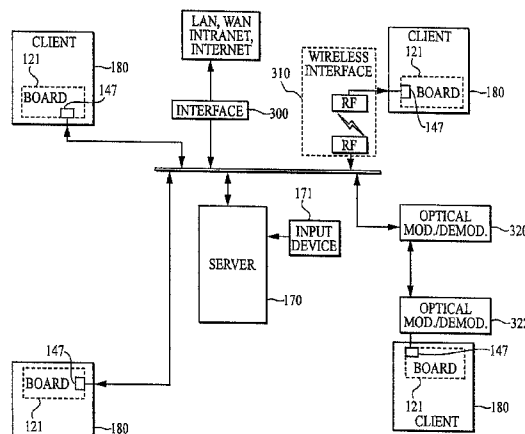 CLIENT
121
BOARD
147
180
LAN, WAN
INTRANET,
INTERNET
INTERFACE
300
310
WIRELESS
INTERFACE
RF
RF
CLIENT
121
BOARD
180
147
171
INPUT
DEVICE
SERVER
170
OPTICAL
MOD./DEMOD.
320
OPTICAL
MOD./DEMOD.
322
147
BOARD
121
180
CLIENT
147
BOARD
121
180